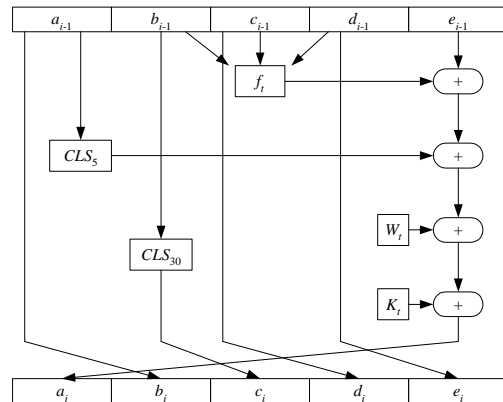 a_{i-1} b_{i-1} c_{i-1} d_{i-1} e_{i-1}
f_t +
CLS_5 +
W_t +
CLS_30
K_t +
a_i b_i c_i d_i e_i